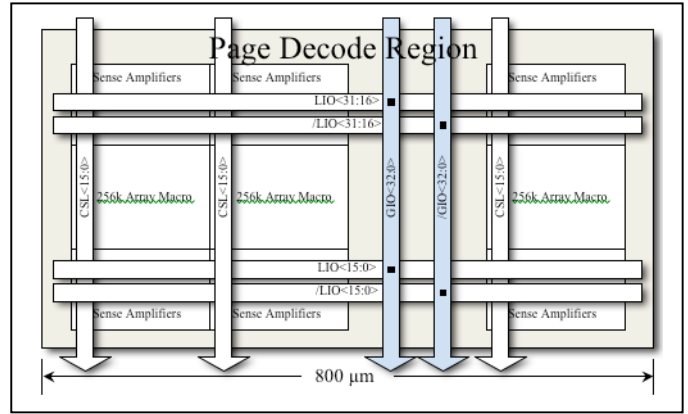 Page Decode Region
Sense Amplifiers Sense Amplifiers Sense Amplifiers
LIO<31:16>
/LIO<31:16>
CSL<15:0> 256k Array Macro CSL<15:0> 256k Array Macro GIO<32:0> /GIO<32:0> CSL<15:0> 256k Array Macro
LIO<15:0>
/LIO<15:0>
Sense Amplifiers Sense Amplifiers Sense Amplifiers
800 μm